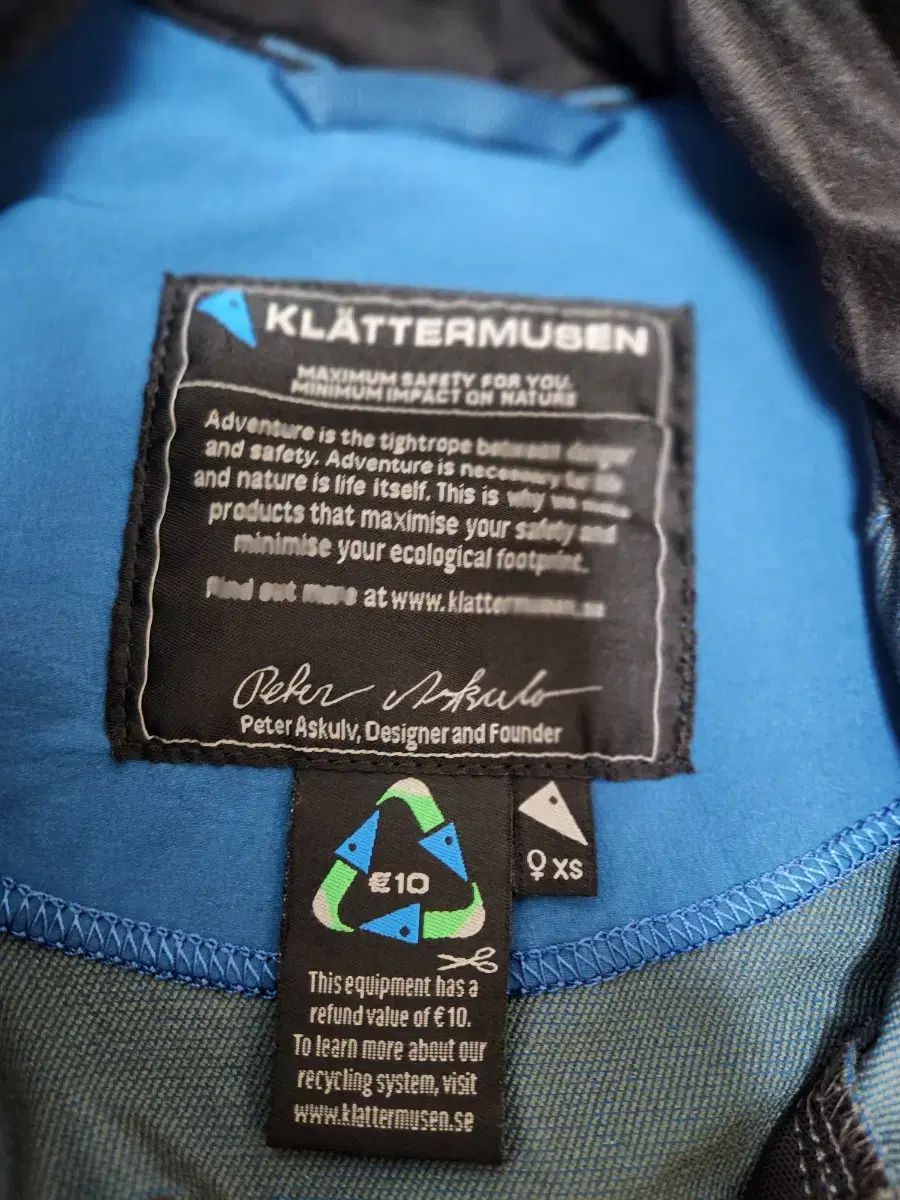 KLÄTTERMUSEN
MAXIMUM SAFETY FOR YOU.
MINIMUM IMPACT ON NATURE
Adventure is the tightrope between danger
and safety. Adventure is necessary for life
and nature is life itself. This is why we
products that maximise your safety and
minimise your ecological footprint.
Find out more at www.klattermusen.se
Peter Askulv
Peter Askulv, Designer and Founder
€10
♀ XS
This equipment has a
refund value of €10.
To learn more about our
recycling system, visit
www.klattermusen.se